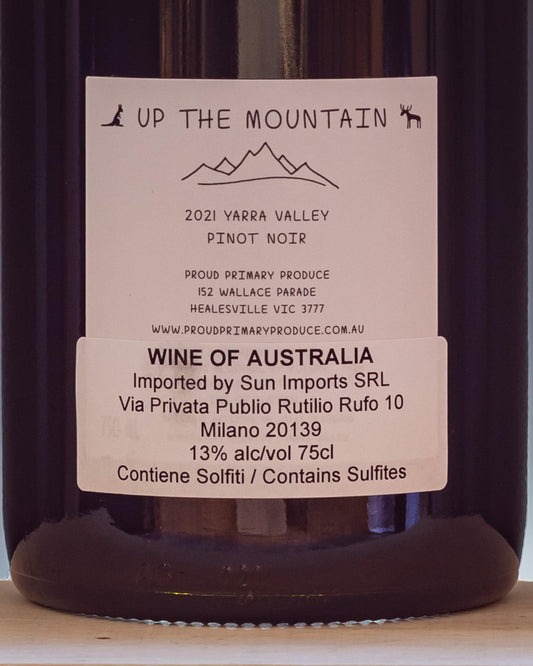 UP THE MOUNTAIN
2021 YARRA VALLEY
PINOT NOIR
PROUD PRIMARY PRODUCE
152 WALLACE PARADE
HEALESVILLE VIC 3777
WWW.PROUDPRIMARYPRODUCE.COM.AU
WINE OF AUSTRALIA
Imported by Sun Imports SRL
Via Privata Publio Rutilio Rufo 10
Milano 20139
13% alc/vol 75cl
Contiene Solfiti / Contains Sulfites